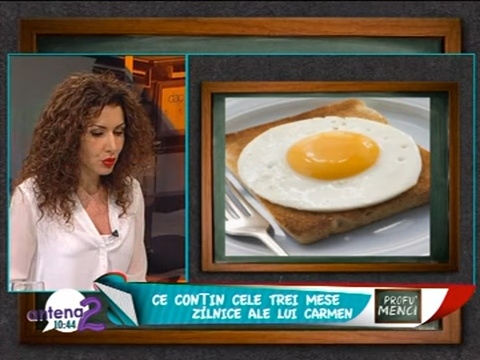 CE CONȚIN CELE TREI MESE
ZILNICE ALE LUI CARMEN
PROFU'
MENCI
antena 2
10:44